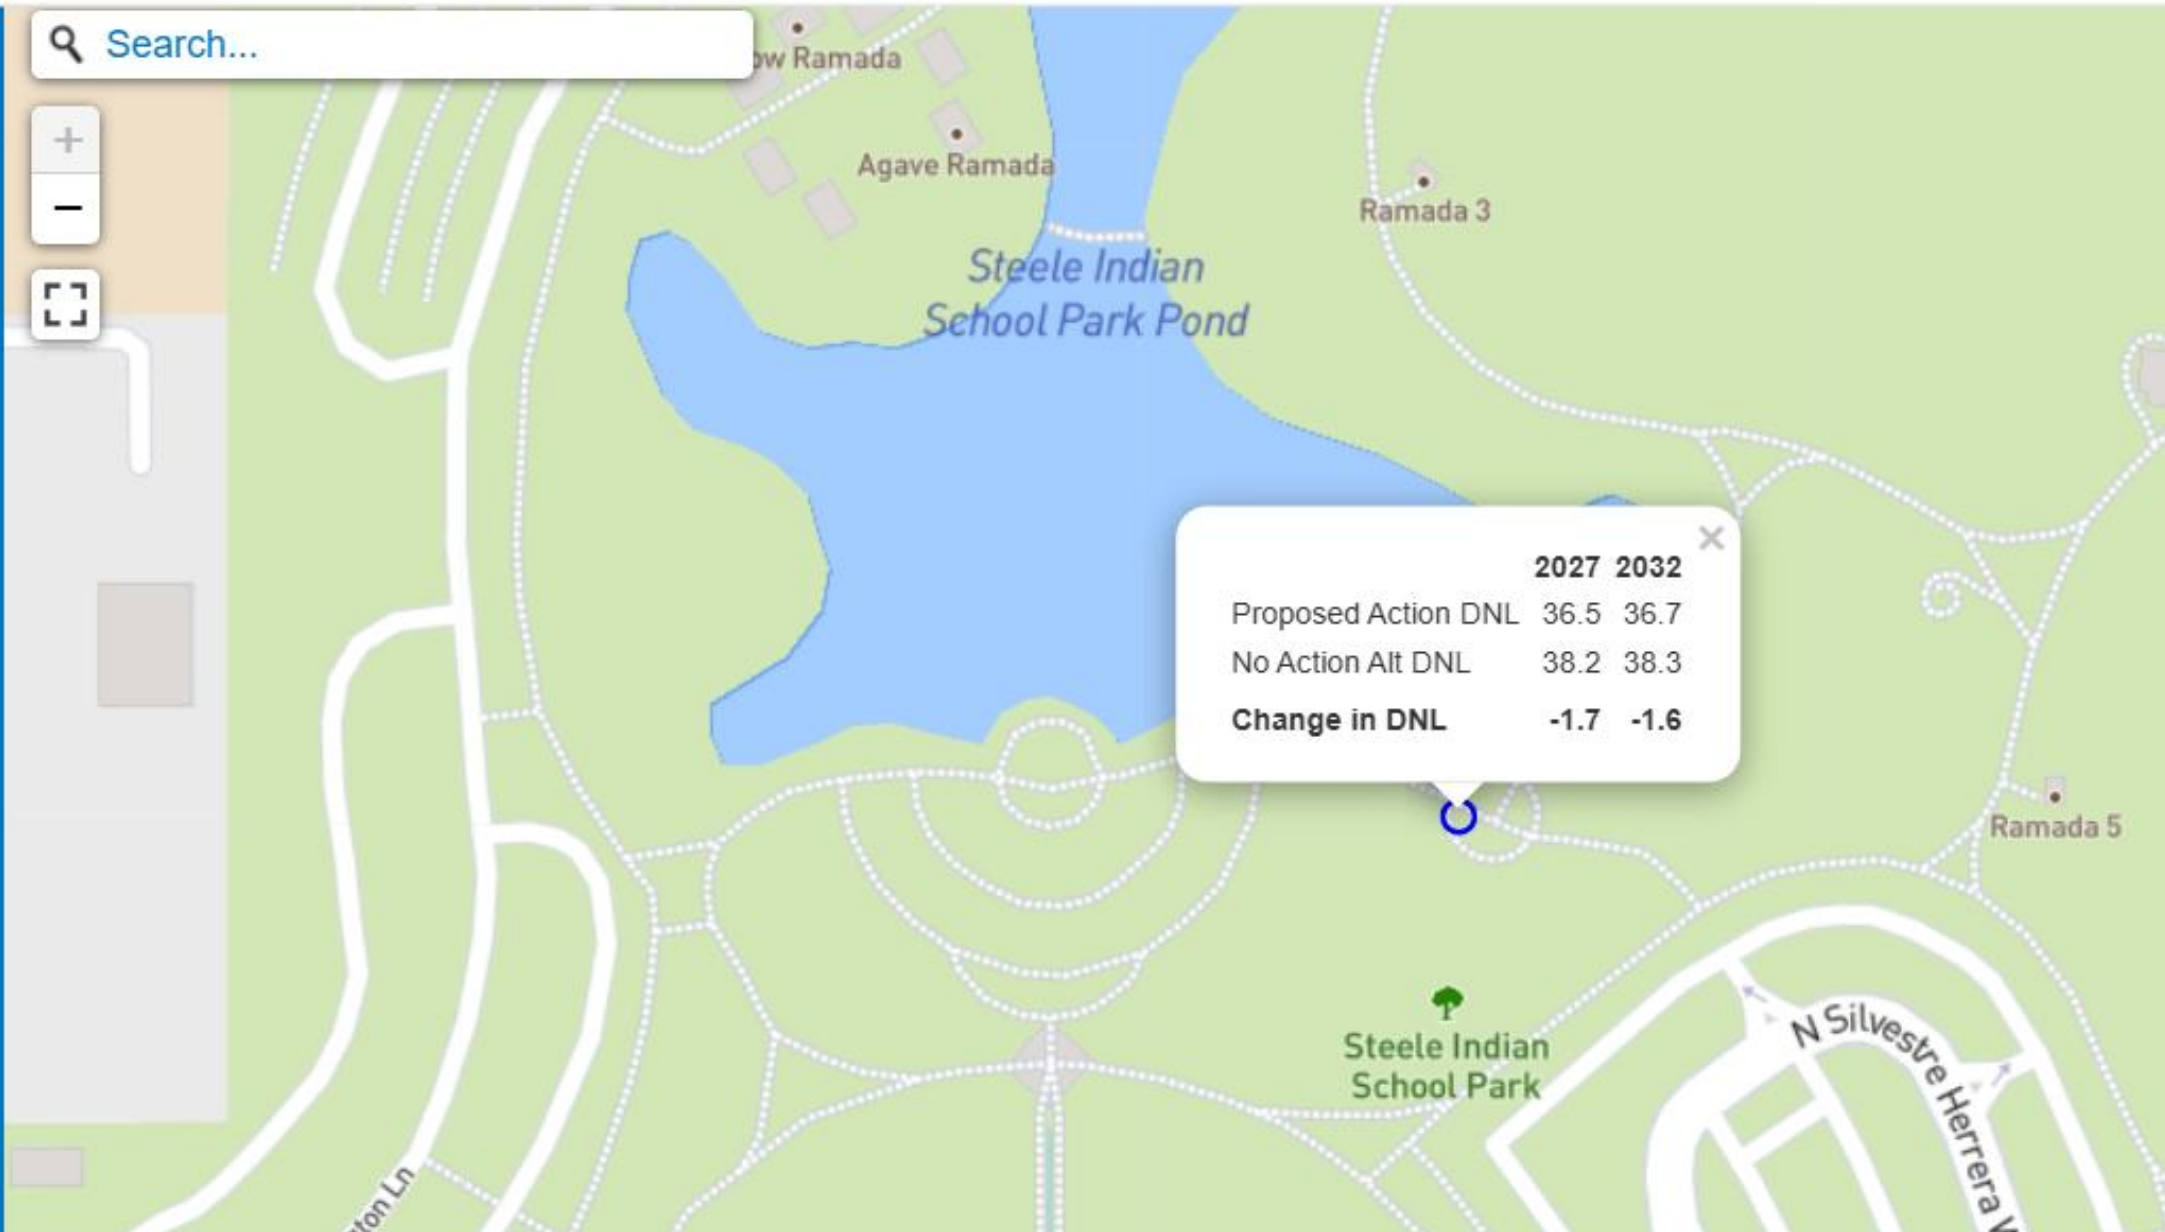 Search...
Ramada
Agave Ramada
Ramada 3
Steele Indian
School Park Pond
2027 2032
Proposed Action DNL 36.5 36.7
No Action Alt DNL 38.2 38.3
Change in DNL -1.7 -1.6
Ramada 5
Steele Indian
School Park
N Silvestre Herrera
Ln